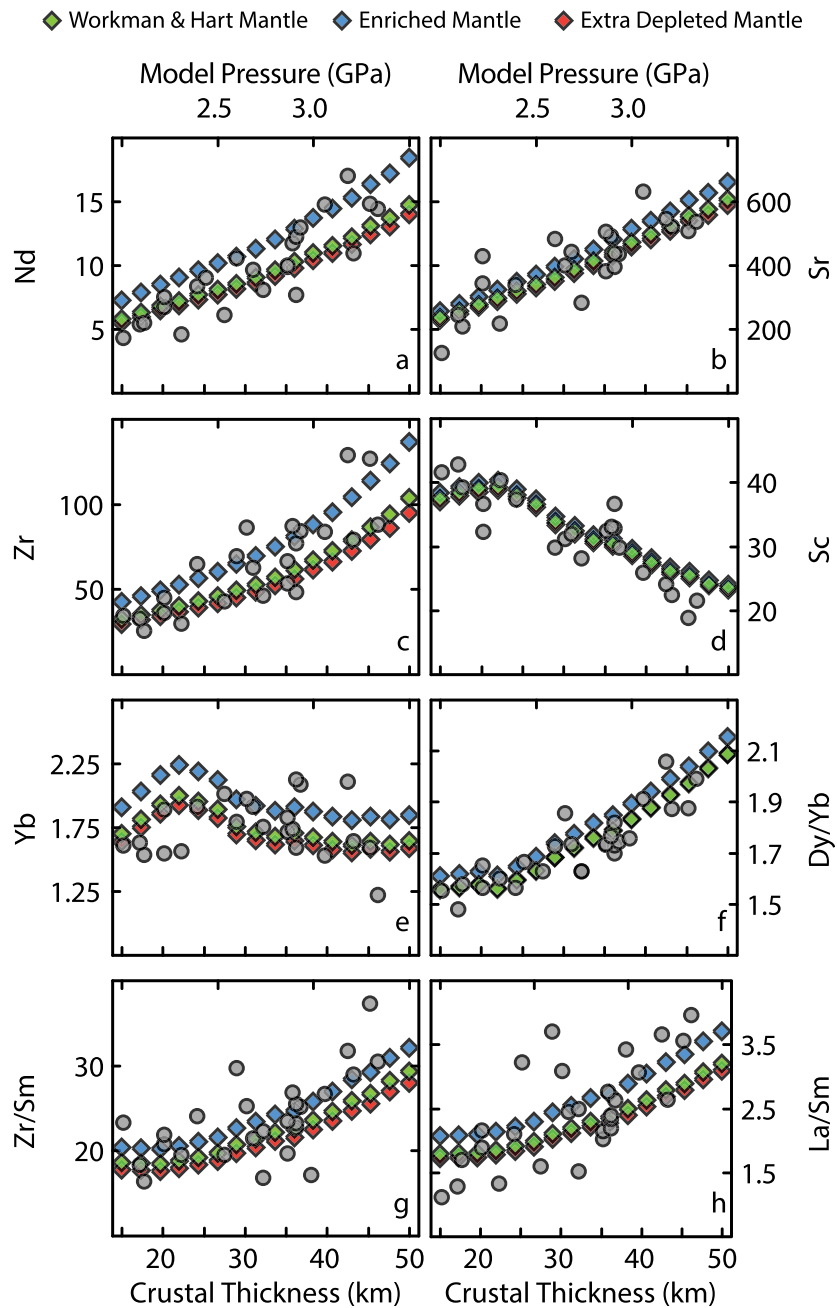 Workman & Hart Mantle Enriched Mantle Extra Depleted Mantle
Model Pressure (GPa) Model Pressure (GPa)
2.5 3.0 2.5 3.0
Nd
15
10
5
a
Sr
600
400
200
b
Zr
100
50
c
Sc
40
30
20
d
Yb
2.25
1.75
1.25
e
Dy/Yb
2.1
1.9
1.7
1.5
f
Zr/Sm
30
20
g
La/Sm
3.5
2.5
1.5
h
20 30 40 50 20 30 40 50
Crustal Thickness (km) Crustal Thickness (km)